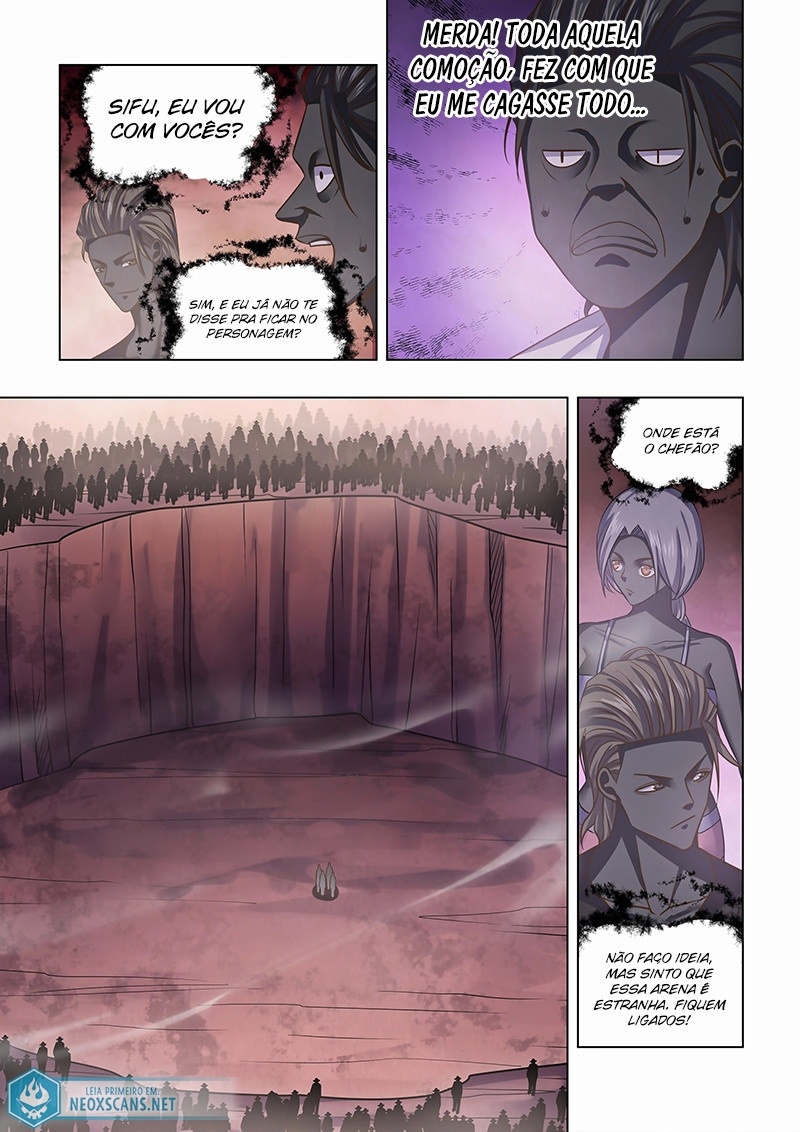 SIFU, EU VOU
COM VOCÊS?
SIM, E EU JÁ NÃO TE
DISSE PRA FICAR NO
PERSONAGEM?
MERDA! TODA AQUELA
COMOÇÃO, FEZ COM QUE
EU ME CAGASSE TODO...
ONDE ESTÁ
O CHEFÃO?
NÃO FAÇO IDEIA,
MAS SINTO QUE
ESSA ARENA É
ESTRANHA. FIQUEM
LIGADOS!
LEIA PRIMEIRO EM:
NEOXSCANS.NET